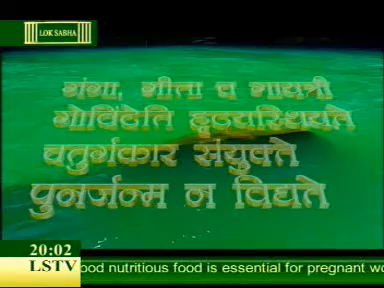 LOK SABHA
गंगा, गीता च गायत्री
गोविंदेति हृदयस्थियते
चतुर्गकार संयुक्ते
पुनर्जन्म न विद्यते
20:02
LSTV
ood nutritious food is essential for pregnant wo